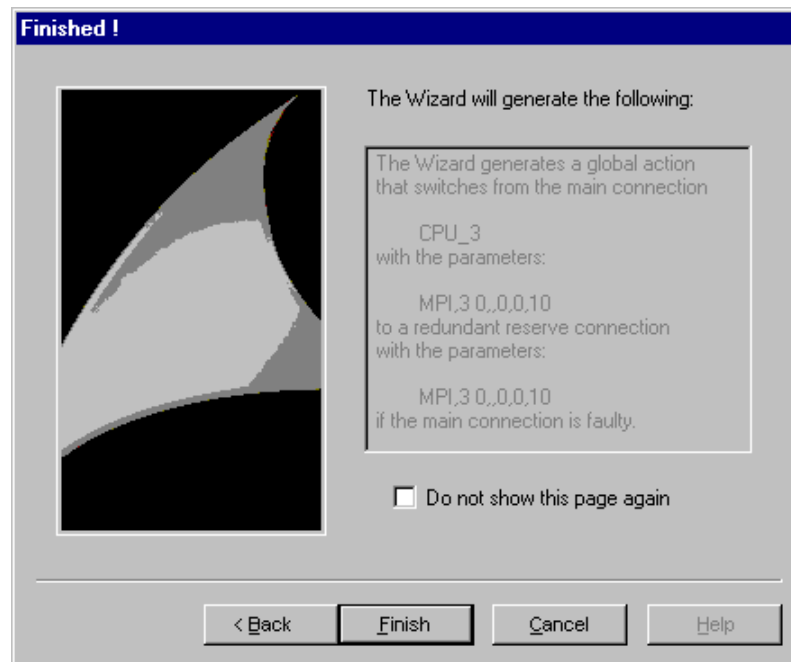 Finished !
The Wizard will generate the following:
The Wizard generates a global action
that switches from the main connection
CPU_3
with the parameters:
MPI,3 0,,0,0,10
to a redundant reserve connection
with the parameters:
MPI,3 0,,0,0,10
if the main connection is faulty.
Do not show this page again
< Back
Finish
Cancel
Help